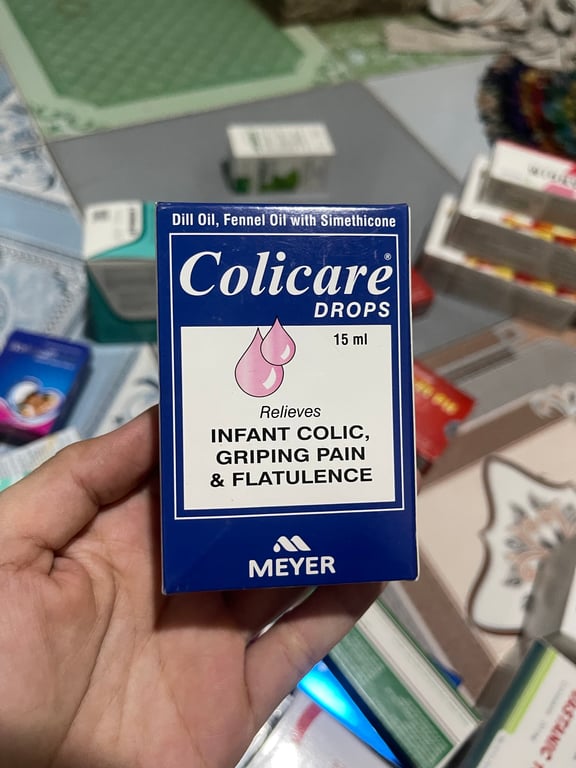 Dill Oil, Fennel Oil with Simethicone
Colicare®
DROPS
15 ml
Relieves
INFANT COLIC,
GRIPING PAIN
& FLATULENCE
MEYER